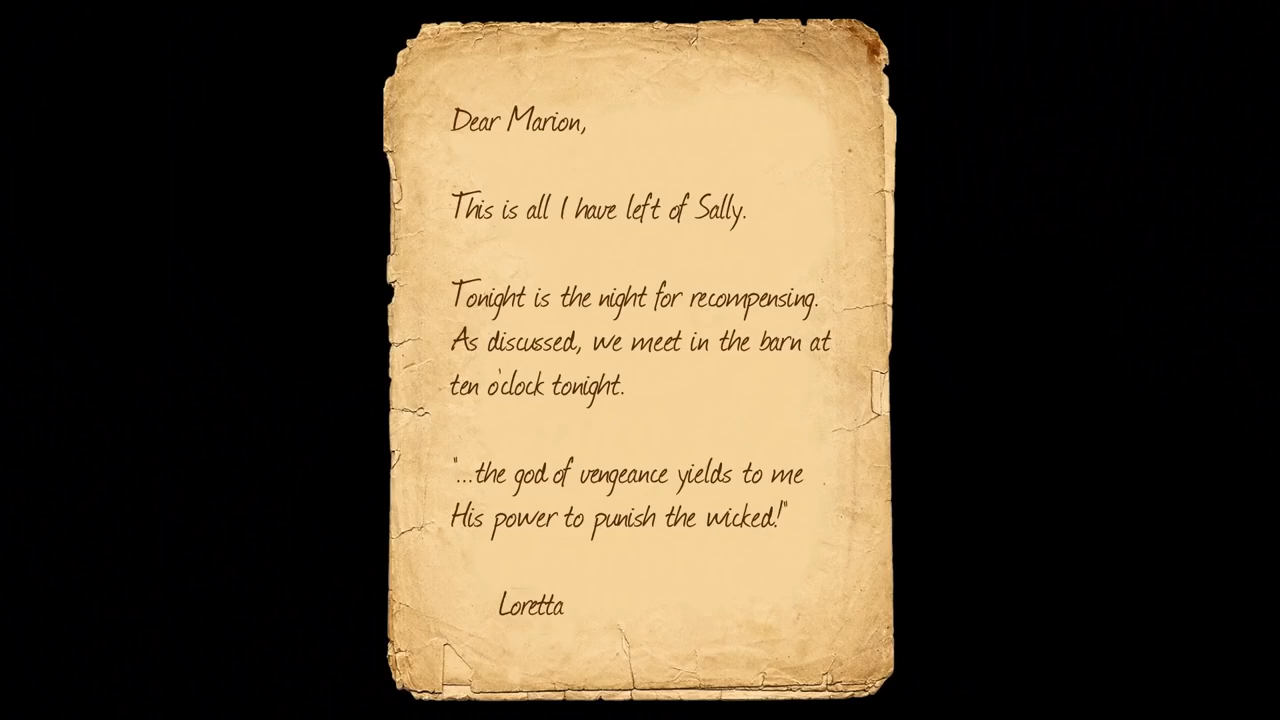 Dear Marion,
This is all I have left of Sally.
Tonight is the night for recompensing.
As discussed, we meet in the barn at
ten o'clock tonight.
"...the god of vengeance yields to me
His power to punish the wicked!"
Loretta